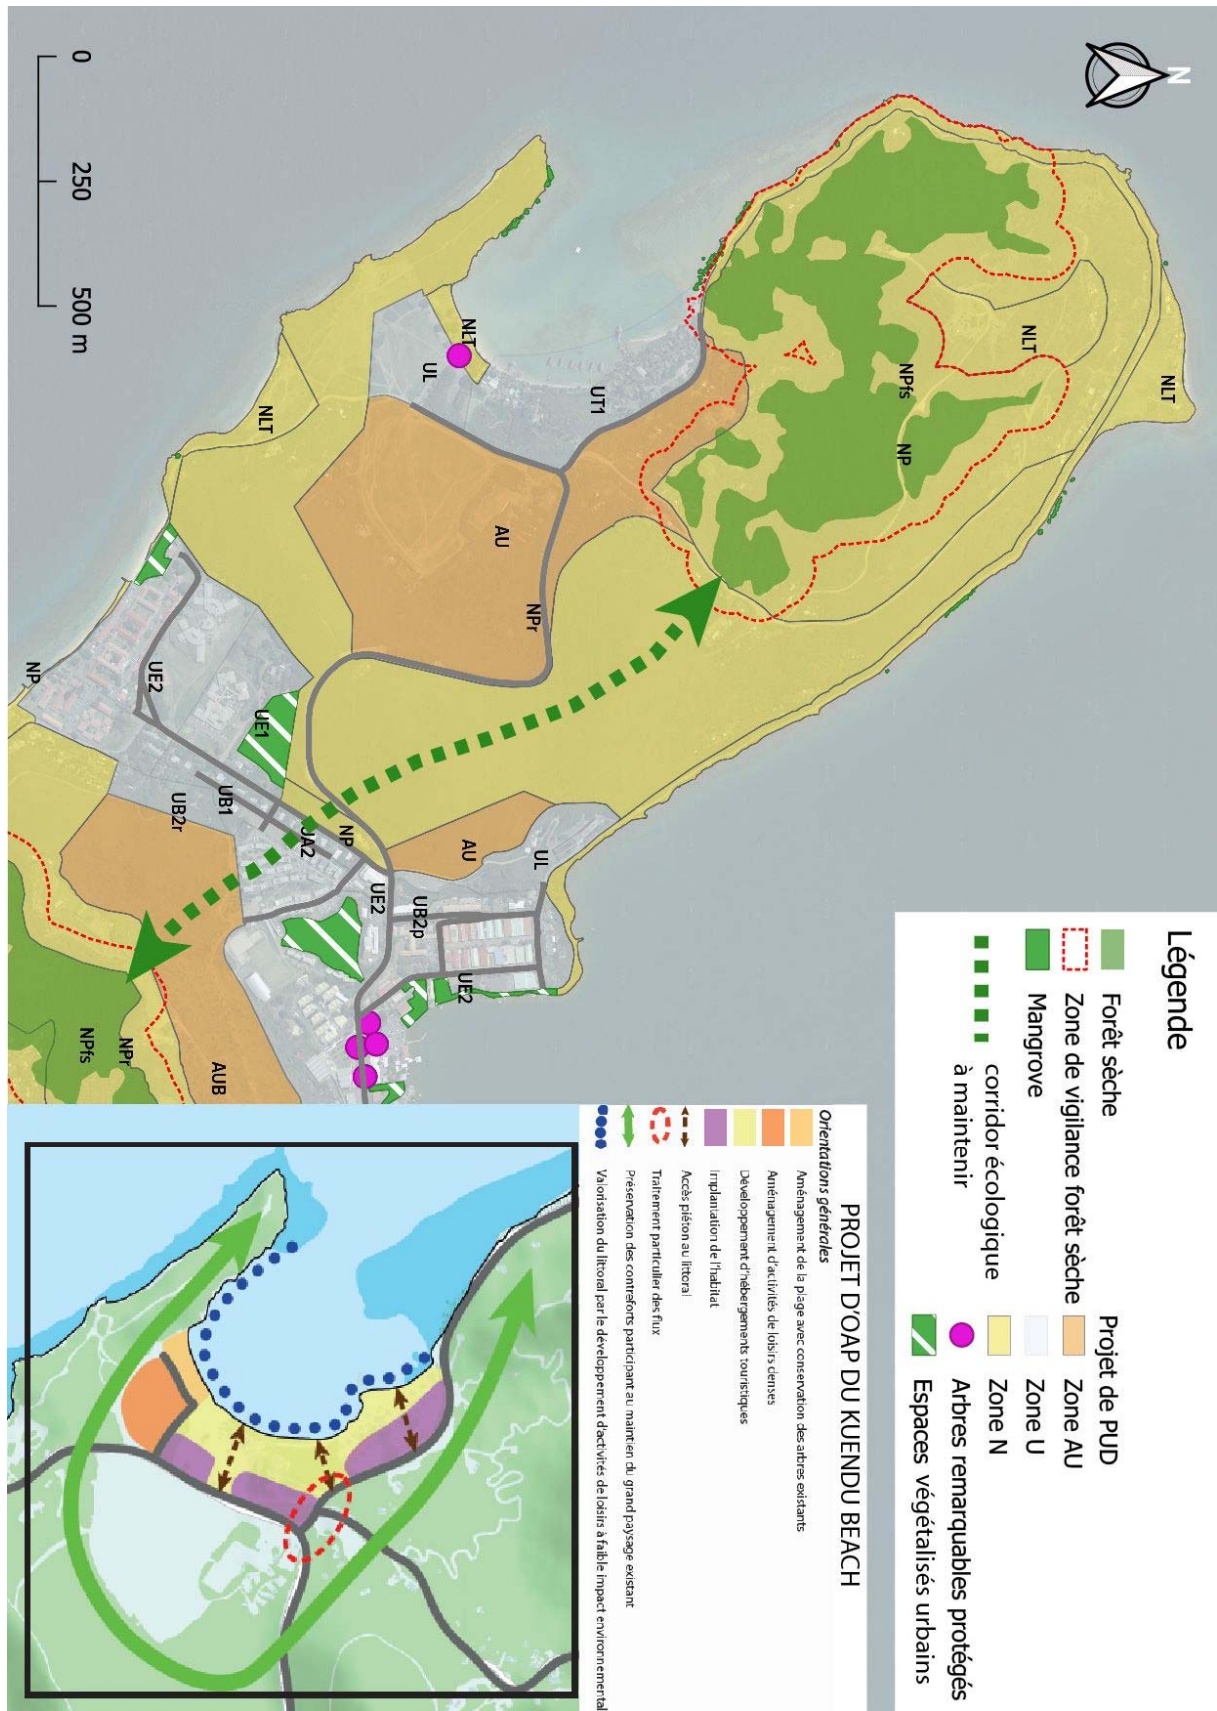 N
0
250
500 m
NLT
NLT
NPfs
NP
NLT
UL
UT1
NLT
AU
NPr
NP
UE2
UE1
UB2r
UB1
UA2
NP
AU
UL
UE2
UB2p
UE2
AUB
NPr
NPfs
Légende
Forêt sèche
Zone de vigilance forêt sèche
Mangrove
corridor écologique
à maintenir
Projet de PUD
Zone AU
Zone U
Zone N
Arbres remarquables protégés
Espaces végétalisés urbains
PROJET D'OAP DU KUENDU BEACH
Orientations générales
Aménagement de la plage avec conservation des arbres existants
Aménagement d'activités de loisirs denses
Développement d'hébergements touristiques
Implantation de l'habitat
Accès piéton au littoral
Traitement particulier des flux
Préservation des contreforts participant au maintien du grand paysage existant
Valorisation du littoral par le développement d'activités de loisirs à faible impact environnemental